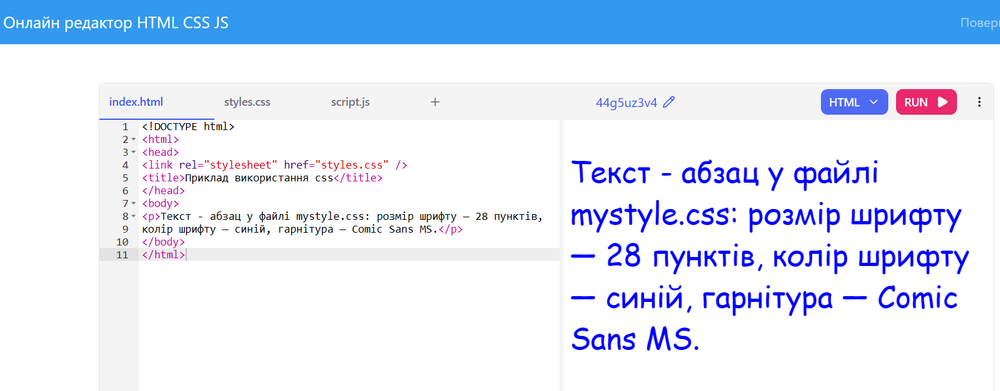 Онлайн редактор HTML CSS JS
index.html
styles.css
script.js
+
44g5uz3v4
HTML
RUN
1 <!DOCTYPE html>
2 <html>
3 <head>
4 <link rel="stylesheet" href="styles.css" />
5 <title>Приклад використання css</title>
6 </head>
7 <body>
8 <p>Текст - абзац у файлі mystyle.css: розмір шрифту — 28 пунктів,
9 колір шрифту — синій, гарнітура — Comic Sans MS.</p>
10 </body>
11 </html>
Текст - абзац у файлі
mystyle.css: розмір шрифту
— 28 пунктів, колір шрифту
— синій, гарнітура — Comic
Sans MS.